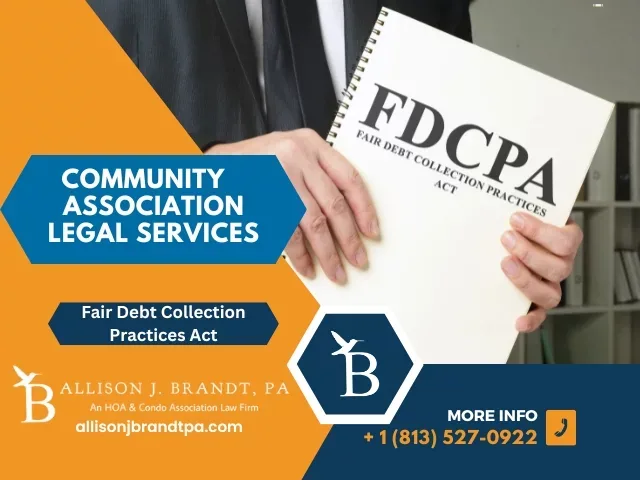 FDCPA
FAIR DEBT COLLECTION PRACTICES
ACT
COMMUNITY
ASSOCIATION
LEGAL SERVICES
Fair Debt Collection
Practices Act
B ALLISON J. BRANDT, PA
An HOA & Condo Association Law Firm
allisonjbrandtpa.com
B
MORE INFO
+ 1 (813) 527-0922